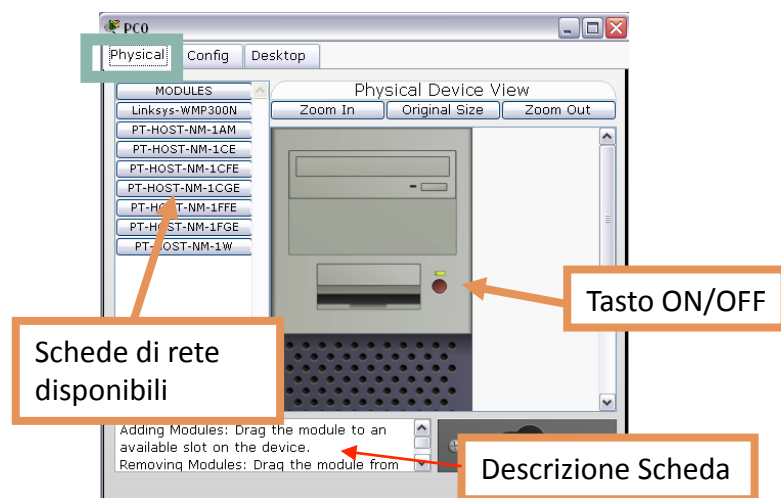 PC0
Physical Config Desktop
MODULES
Linksys-WMP300N
PT-HOST-NM-1AM
PT-HOST-NM-1CE
PT-HOST-NM-1CFE
PT-HOST-NM-1CGE
PT-HOST-NM-1FFE
PT-HOST-NM-1FGE
PT-HOST-NM-1W
Physical Device View
Zoom In Original Size Zoom Out
Tasto ON/OFF
Schede di rete
disponibili
Adding Modules: Drag the module to an
available slot on the device.
Removing Modules: Drag the module from
Descrizione Scheda